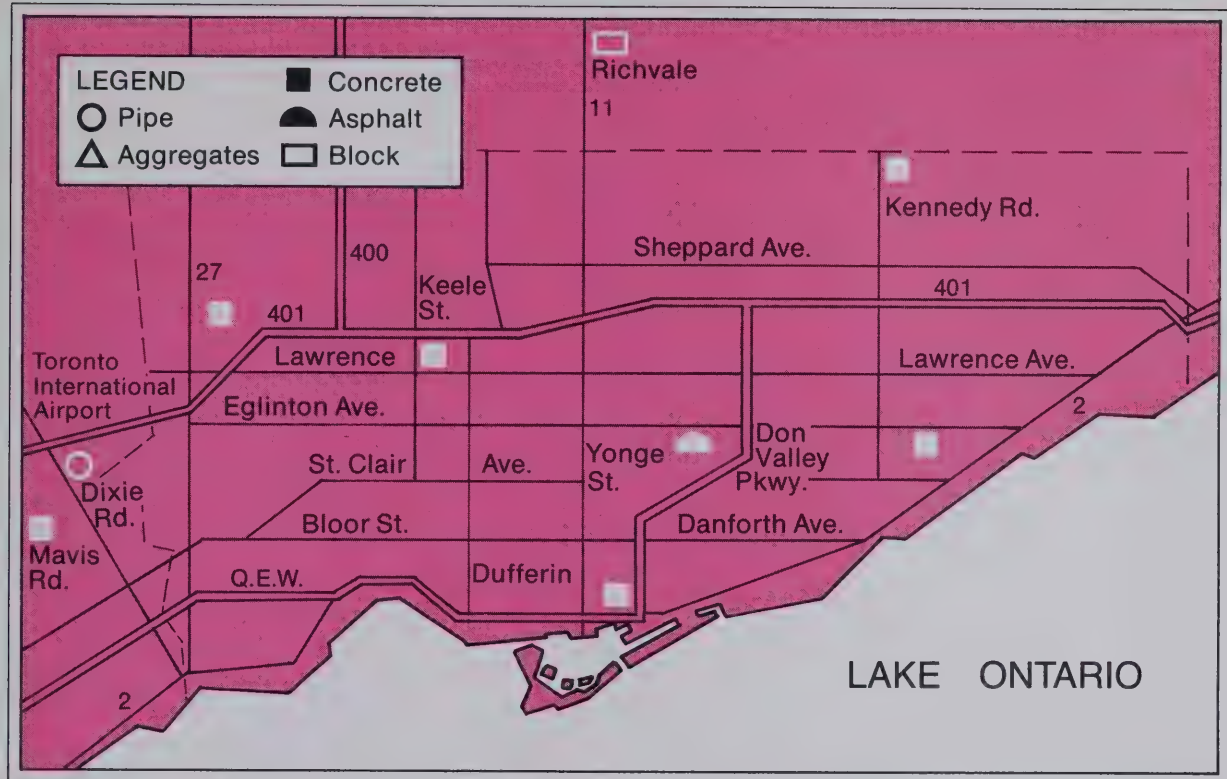 LEGEND
Concrete
Pipe
Asphalt
Aggregates
Block
Richvale
11
Kennedy Rd.
Sheppard Ave.
400
27
Keele
St.
401
401
Toronto
International
Airport
Lawrence
Lawrence Ave.
Eglinton Ave.
2
St. Clair
Ave.
Yonge
St.
Don
Valley
Pkwy.
Dixie
Rd.
Bloor St.
Danforth Ave.
Mavis
Rd.
Q.E.W.
Dufferin
2
LAKE ONTARIO